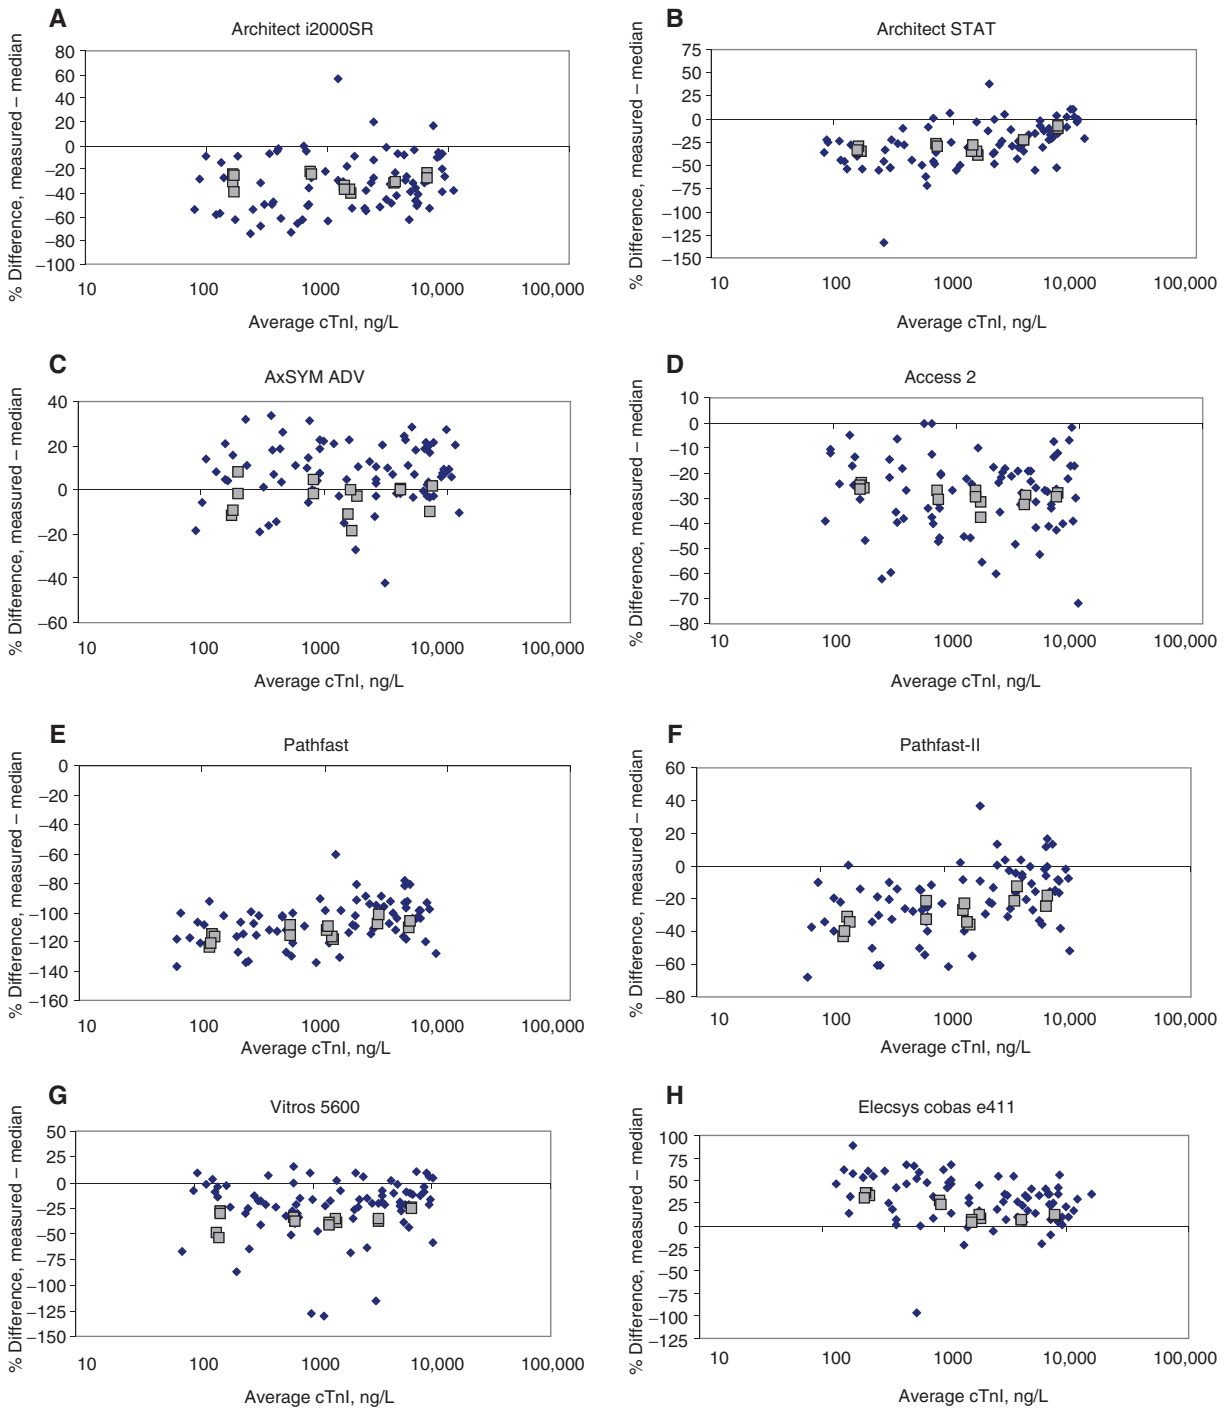 A
Architect i2000SR
% Difference, measured – median
80
60
40
20
0
−20
−40
−60
−80
−100
10 100 1000 10,000 100,000
Average cTnI, ng/L
B
Architect STAT
% Difference, measured – median
75
50
25
0
−25
−50
−75
−100
−125
−150
10 100 1000 10,000 100,000
Average cTnI, ng/L
C
AxSYM ADV
% Difference, measured – median
40
20
0
−20
−40
−60
10 100 1000 10,000 100,000
Average cTnI, ng/L
D
Access 2
% Difference, measured – median
10
0
−10
−20
−30
−40
−50
−60
−70
−80
10 100 1000 10,000 100,000
Average cTnI, ng/L
E
Pathfast
% Difference, measured – median
0
−20
−40
−60
−80
−100
−120
−140
−160
10 100 1000 10,000 100,000
Average cTnI, ng/L
F
Pathfast-II
% Difference, measured – median
60
40
20
0
−20
−40
−60
−80
10 100 1000 10,000 100,000
Average cTnI, ng/L
G
Vitros 5600
% Difference, measured – median
50
25
0
−25
−50
−75
−100
−125
−150
10 100 1000 10,000 100,000
Average cTnI, ng/L
H
Elecsys cobas e411
% Difference, measured – median
100
75
50
25
0
−25
−50
−75
−100
−125
10 100 1000 10,000 100,000
Average cTnI, ng/L